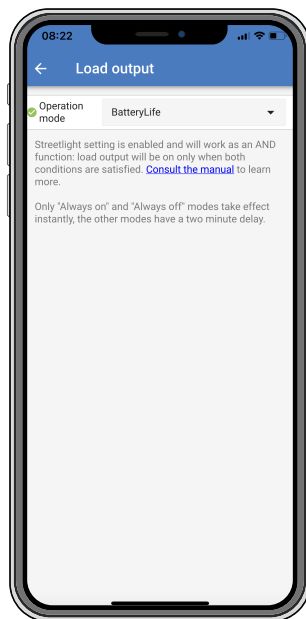 08:22
Load output
Operation
mode
BatteryLife
Streetlight setting is enabled and will work as an AND
function: load output will be on only when both
conditions are satisfied. Consult the manual to learn
more.
Only "Always on" and "Always off" modes take effect
instantly, the other modes have a two minute delay.